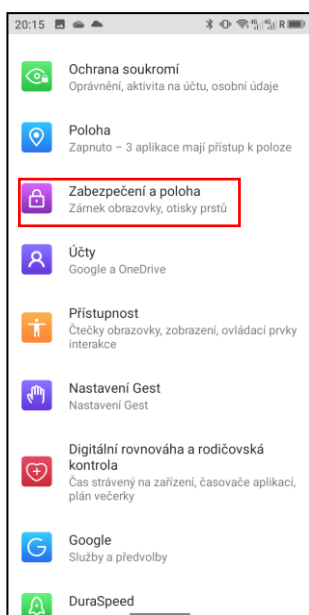 20:15
R
Ochrana soukromí
Oprávnění, aktivita na účtu, osobní údaje
Poloha
Zapnuto – 3 aplikace mají přístup k poloze
Zabezpečení a poloha
Zámek obrazovky, otisky prstů
Účty
Google a OneDrive
Přístupnost
Čtečky obrazovky, zobrazení, ovládací prvky
interakce
Nastavení Gest
Nastavení Gest
Digitální rovnováha a rodičovská
kontrola
Čas strávený na zařízení, časovače aplikací,
plán večerky
Google
Služby a předvolby
DuraSpeed